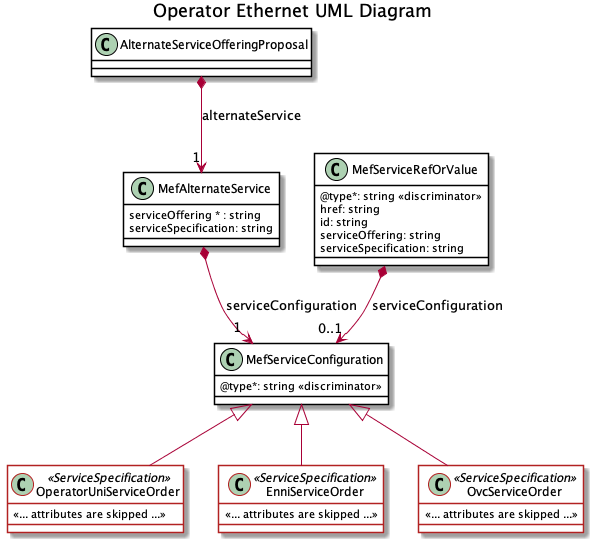 Operator Ethernet UML Diagram
C AlternateServiceOfferingProposal
alternateService
1
C MefAlternateService
serviceOffering * : string
serviceSpecification: string
C MefServiceRefOrValue
@type*: string «discriminator»
href: string
id: string
serviceOffering: string
serviceSpecification: string
serviceConfiguration
1
serviceConfiguration
0..1
C MefServiceConfiguration
@type*: string «discriminator»
C «ServiceSpecification»
OperatorUniServiceOrder
«... attributes are skipped ...»
C «ServiceSpecification»
EnniServiceOrder
«... attributes are skipped ...»
C «ServiceSpecification»
OvcServiceOrder
«... attributes are skipped ...»